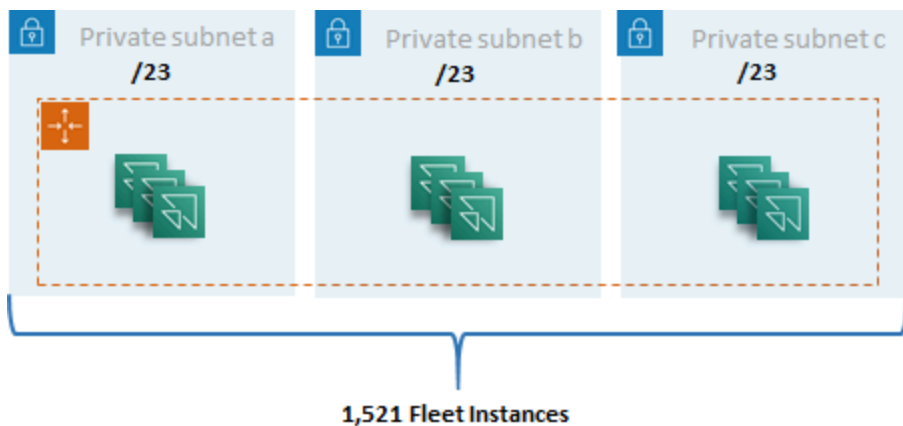 Private subnet a
/23
Private subnet b
/23
Private subnet c
/23
1,521 Fleet Instances